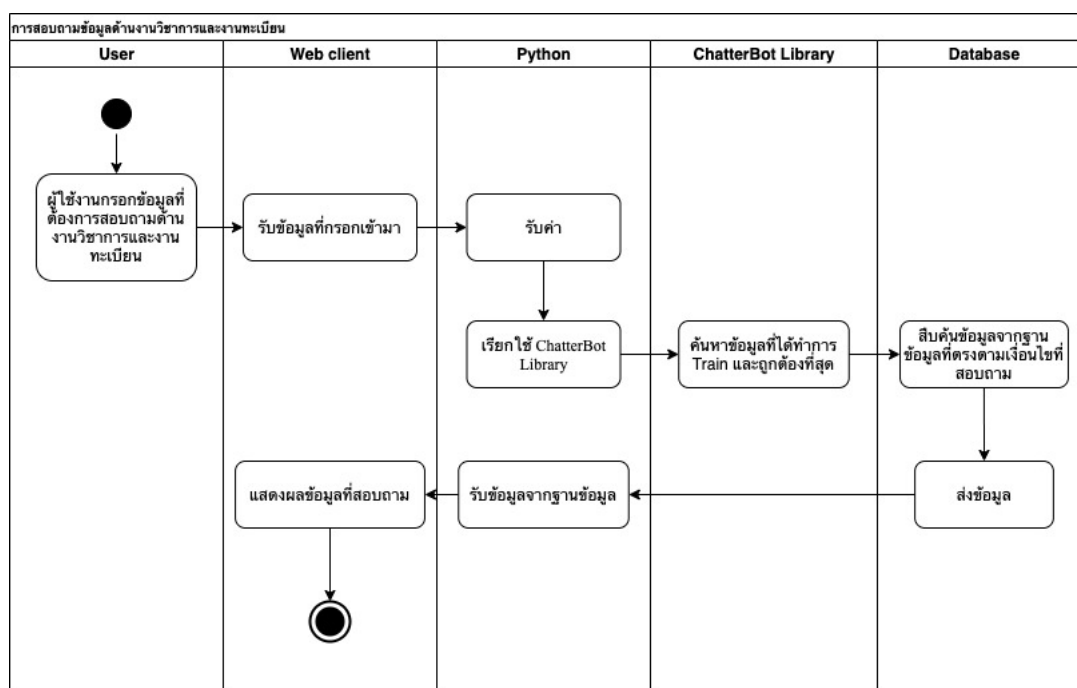 การสอบถามข้อมูลด้านงานวิชาการและงานทะเบียน
User
Web client
Python
ChatterBot Library
Database
ผู้ใช้งานกรอกข้อมูลที่
ต้องการสอบถามด้าน
งานวิชาการและงาน
ทะเบียน
รับข้อมูลที่กรอกเข้ามา
รับค่า
เรียกใช้ ChatterBot
Library
ค้นหาข้อมูลที่ได้ทำการ
Train และถูกต้องที่สุด
สืบค้นข้อมูลจากฐาน
ข้อมูลที่ตรงตามเงื่อนไขที่
สอบถาม
แสดงผลข้อมูลที่สอบถาม
รับข้อมูลจากฐานข้อมูล
ส่งข้อมูล